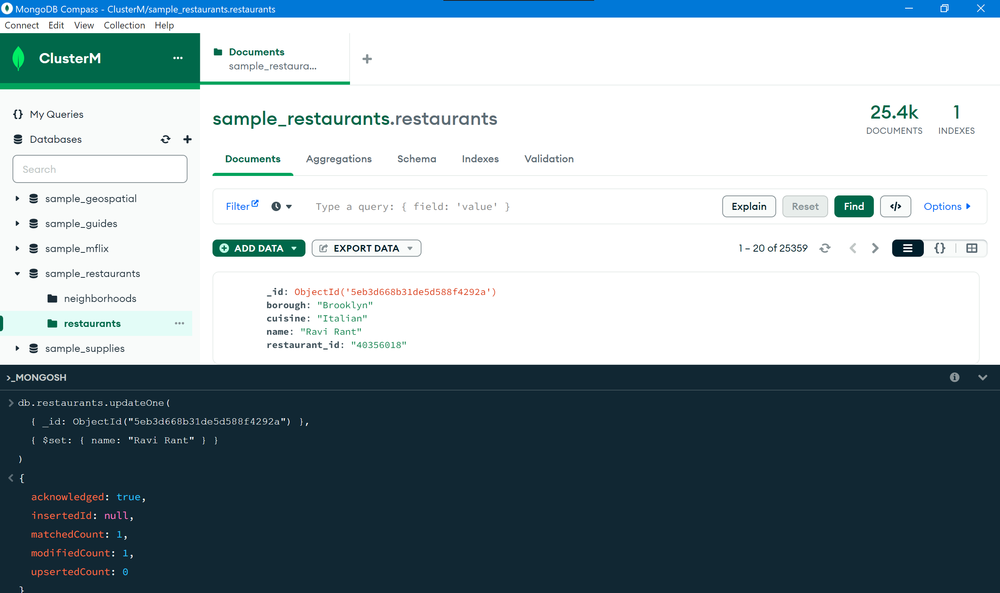 MongoDB Compass - ClusterM/sample_restaurants.restaurants
Connect Edit View Collection Help
ClusterM
Documents
sample_restaura...
My Queries
Databases
Search
sample_geospatial
sample_guides
sample_mflix
sample_restaurants
neighborhoods
restaurants
sample_supplies
sample_restaurants.restaurants
25.4k
DOCUMENTS
1
INDEXES
Documents Aggregations Schema Indexes Validation
Filter Type a query: { field: 'value' } Explain Reset Find </> Options
ADD DATA EXPORT DATA 1 – 20 of 25359 {}
_id: ObjectId('5eb3d668b31de5d588f4292a')
borough: "Brooklyn"
cuisine: "Italian"
name: "Ravi Rant"
restaurant_id: "40356018"
>_MONGOSH
> db.restaurants.updateOne(
{ _id: ObjectId("5eb3d668b31de5d588f4292a") },
{ $set: { name: "Ravi Rant" } }
)
< {
acknowledged: true,
insertedId: null,
matchedCount: 1,
modifiedCount: 1,
upsertedCount: 0
}